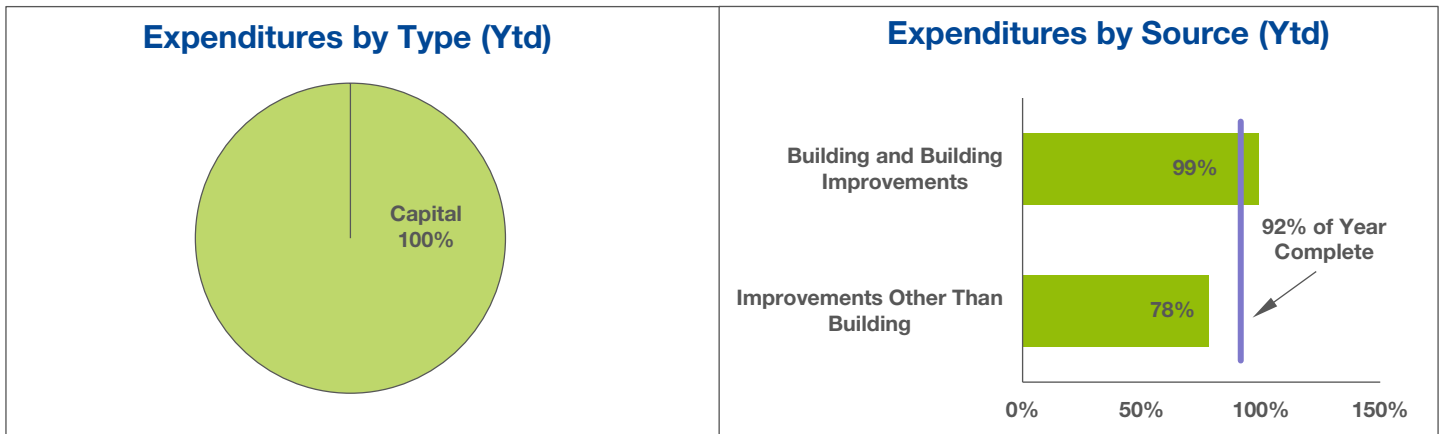 Expenditures by Type (Ytd)
Capital
100%
Expenditures by Source (Ytd)
Building and Building
Improvements
99%
92% of Year
Complete
Improvements Other Than
Building
78%
0% 50% 100% 150%